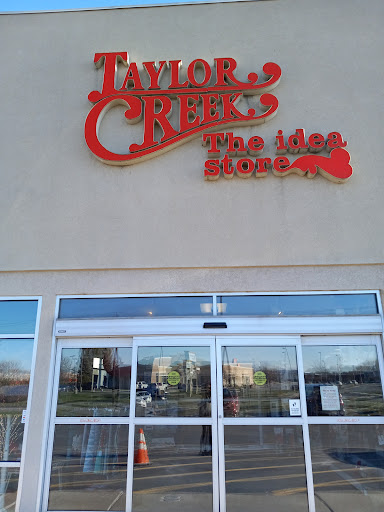 TAYLOR
CREEK
The idea
store